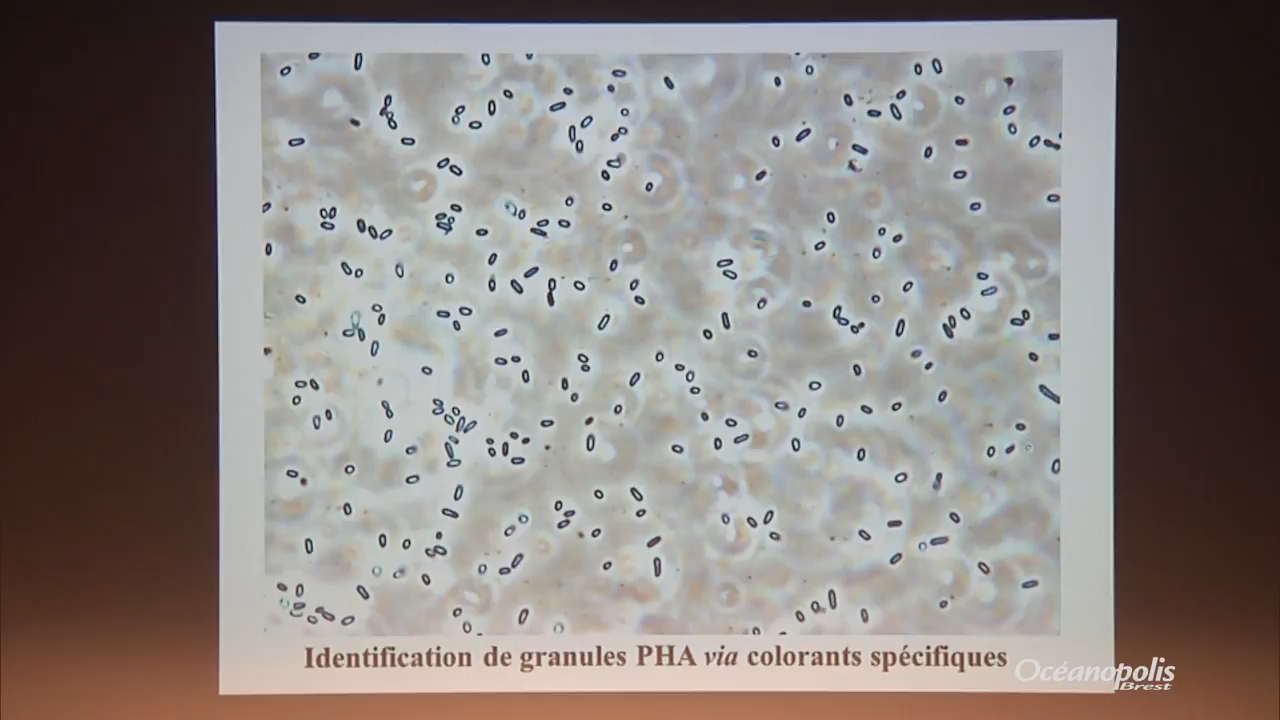 Identification de granules PHA via colorants spécifiques
Océanopolis
Brest